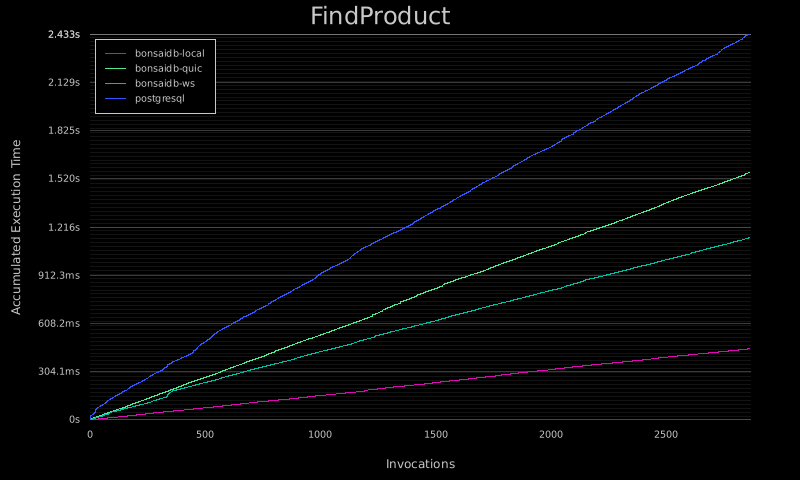 FindProduct
2.433s
bonsaidb-local
bonsaidb-quic
2.129s
bonsaidb-ws
postgresql
1.825s
1.520s
1.216s
912.3ms
608.2ms
304.1ms
0s
Accumulated Execution Time
0 500 1000 1500 2000 2500
Invocations